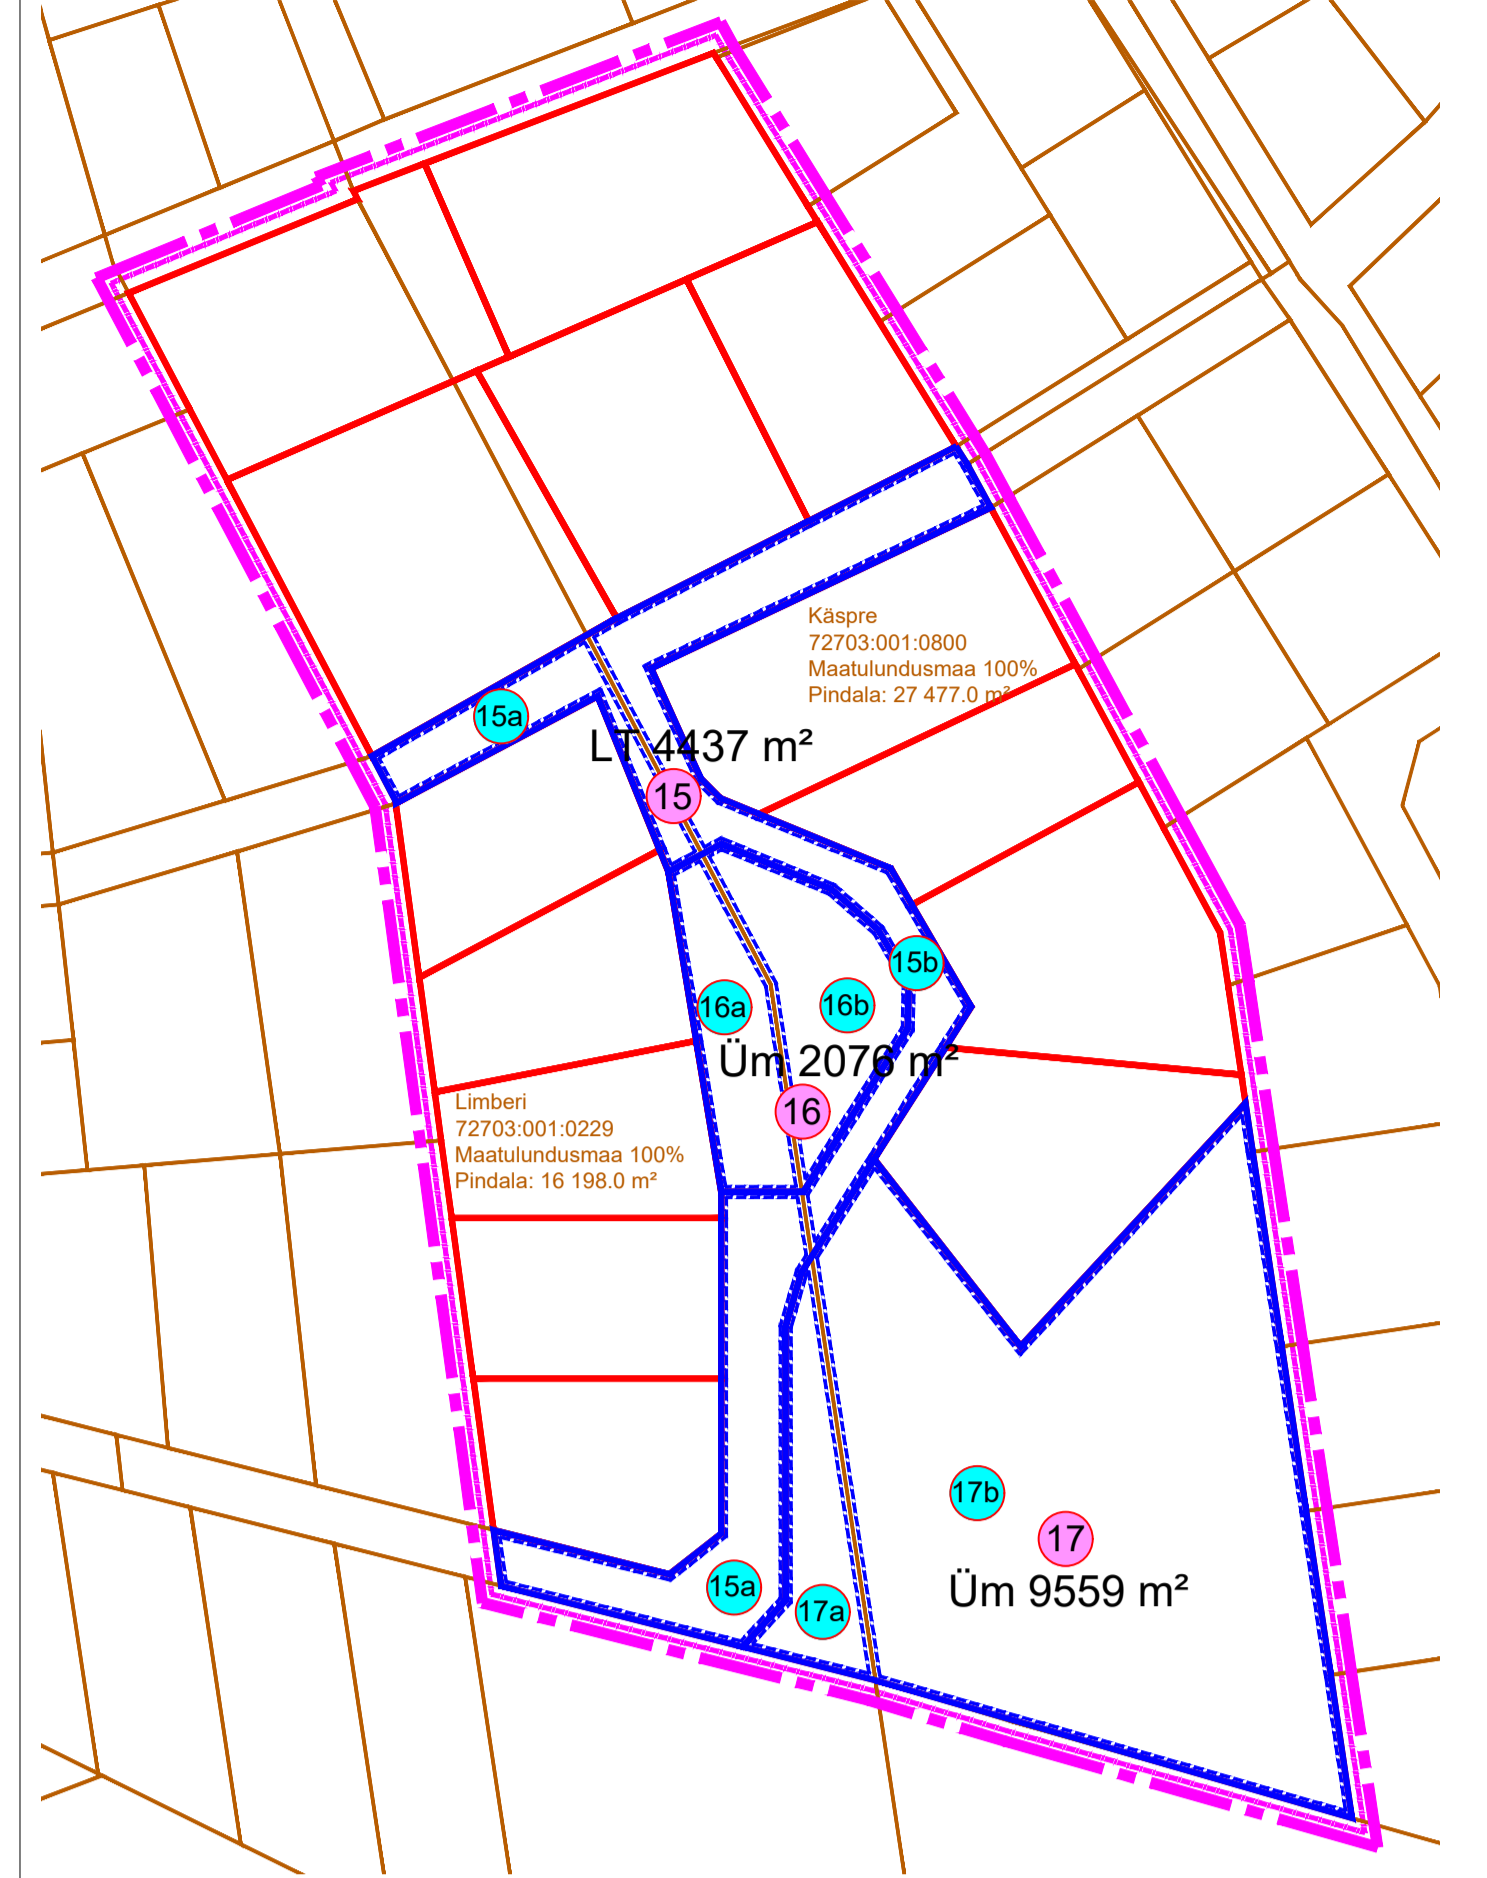 Käspre
72703:001:0800
Maatulundusmaa 100%
Pindala: 27 477.0 m²
15a
LT 4437 m²
15
15b
16a
16b
Üm 2076 m²
16
Limberi
72703:001:0229
Maatulundusmaa 100%
Pindala: 16 198.0 m²
17b
17
Üm 9559 m²
15a
17a